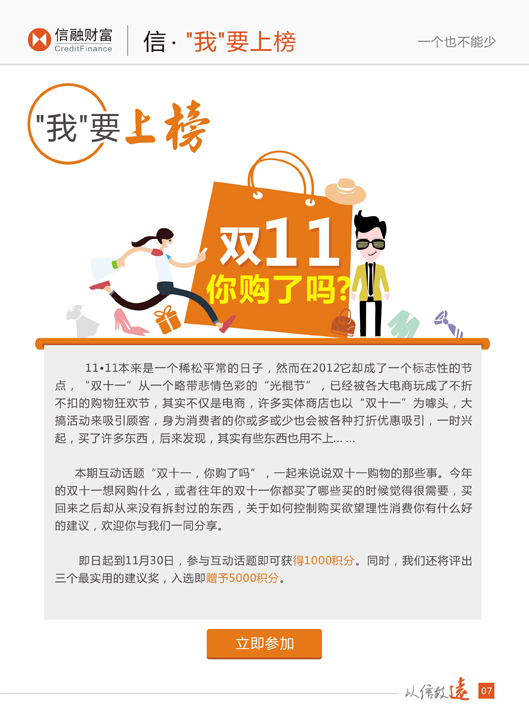 信融财富
CreditFinance
信·"我"要上榜
一个也不能少
"我"要上榜
双11
你购了吗?
11•11本来是一个稀松平常的日子，然而在2012它却成了一个标志性的节
点，“双十一”从一个略带悲情色彩的“光棍节”，已经被各大电商玩成了不折
不扣的购物狂欢节，其实不仅是电商，许多实体商店也以“双十一”为噱头，大
搞活动来吸引顾客，身为消费者的你或多或少也会被各种打折优惠吸引，一时兴
起，买了许多东西，后来发现，其实有些东西也用不上... ...
本期互动话题“双十一，你购了吗”，一起来说说双十一购物的那些事。今年
的双十一想网购什么，或者往年的双十一你都买了哪些买的时候觉得很需要，买
回来之后却从来没有拆封过的东西，关于如何控制购买欲望理性消费你有什么好
的建议，欢迎你与我们一同分享。
即日起到11月30日，参与互动话题即可获得1000积分。同时，我们还将评出
三个最实用的建议奖，入选即赠予5000积分。
立即参加
以信致遠
07